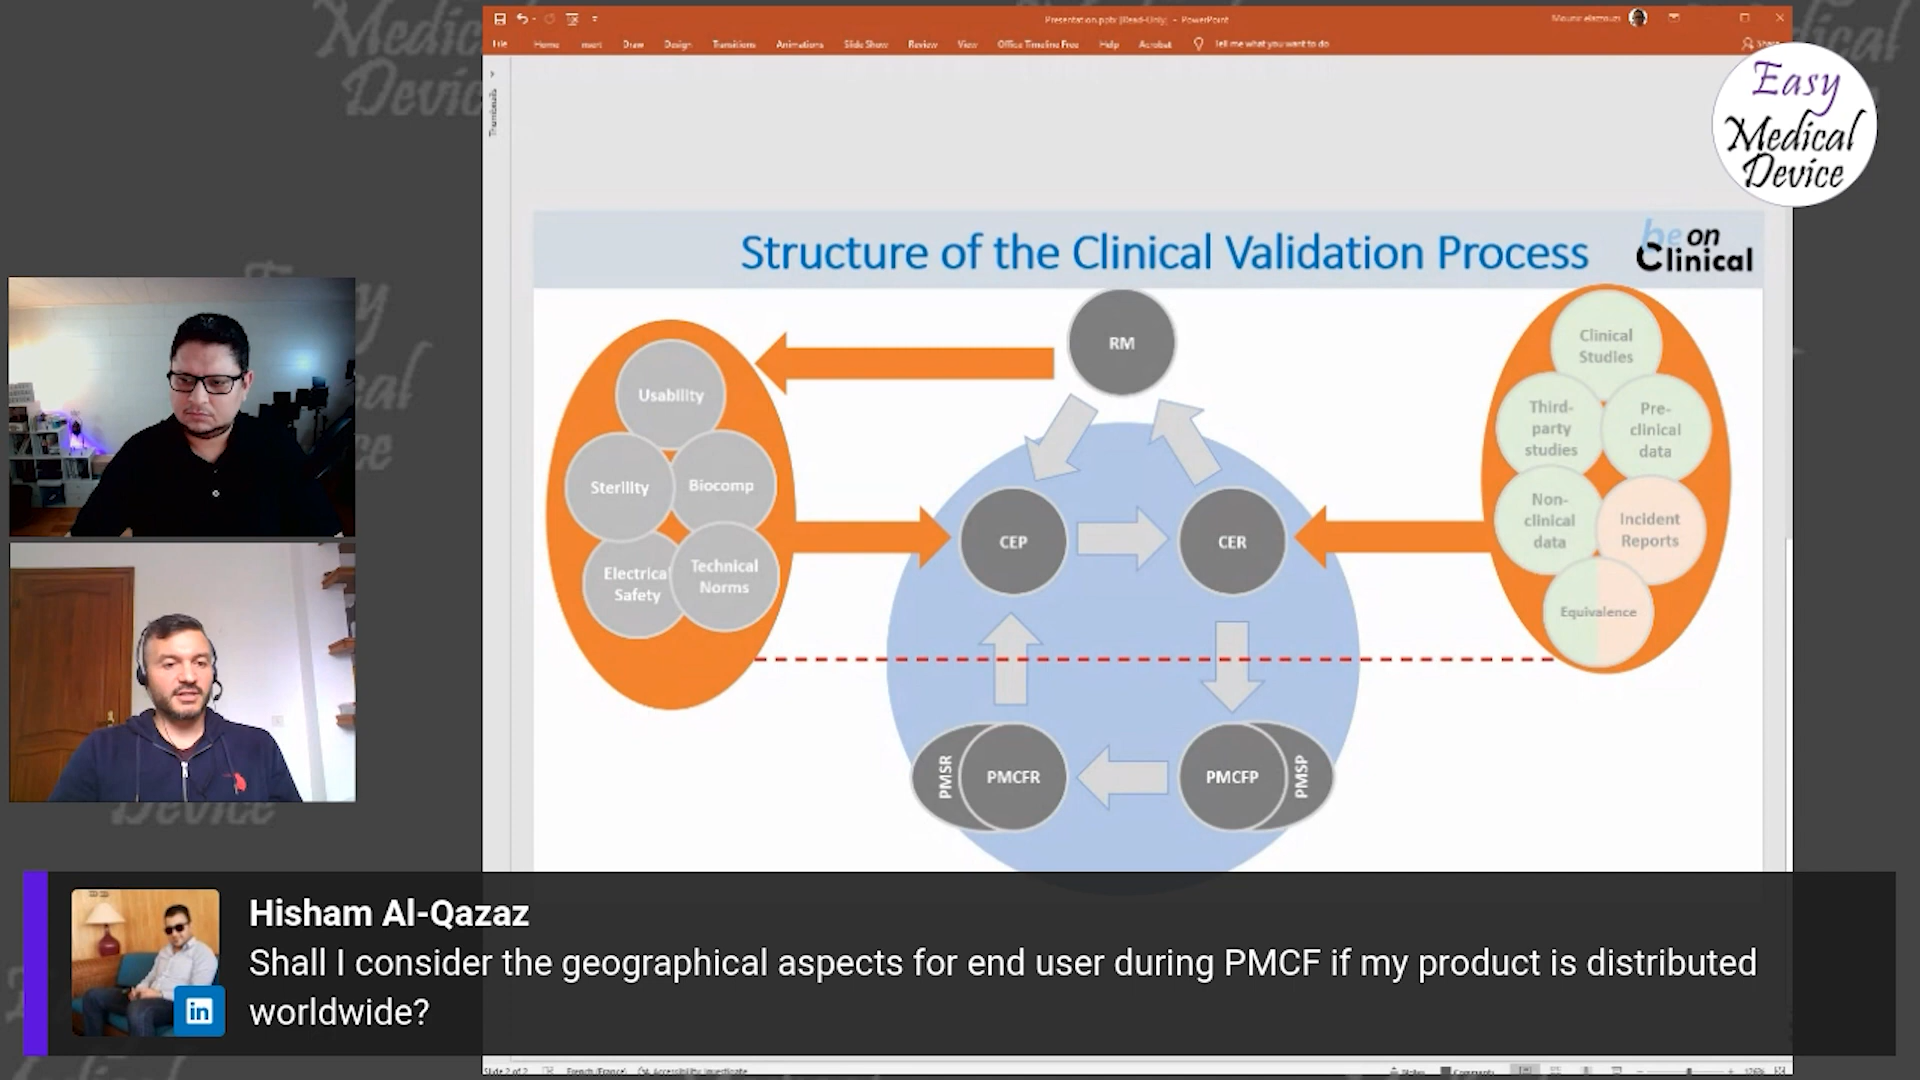 Presentation.pptx [Read-Only] - PowerPoint
Mounir elazzouzi
File Home Insert Draw Design Transitions Animations Slide Show Review View Office Timeline Free Help Acrobat Tell me what you want to do
Share
Thumbnails
Easy
Medical
Device
Structure of the Clinical Validation Process
be on
Clinical
RM
Usability
Sterility
Biocomp
Electrical
Safety
Technical
Norms
CEP
CER
Clinical
Studies
Third-
party
studies
Pre-
clinical
data
Non-
clinical
data
Incident
Reports
Equivalence
PMSR
PMCFR
PMCFP
PMSP
Hisham Al-Qazaz
Shall I consider the geographical aspects for end user during PMCF if my product is distributed
worldwide?
in
Slide 2 of 2 French (France) Accessibility: Investigate
Notes Comments